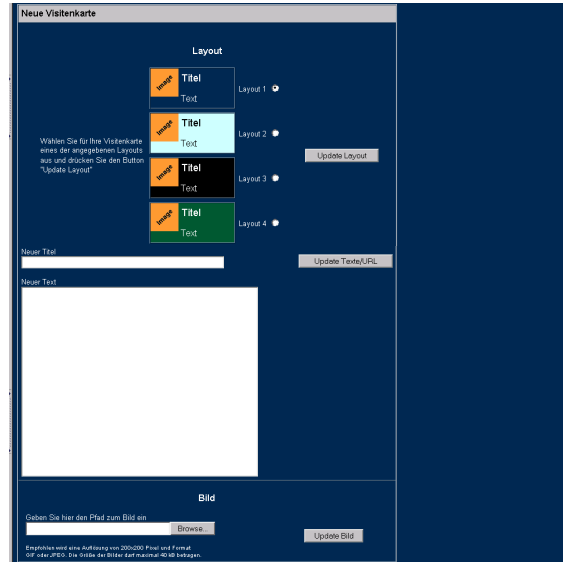 Neue Visitenkarte
Layout
Image
Titel
Text
Layout 1
Image
Titel
Text
Layout 2
Wählen Sie für Ihre Visitenkarte
eines der angegebenen Layouts
aus und drücken Sie den Button
"Update Layout"
Update Layout
Image
Titel
Text
Layout 3
Image
Titel
Text
Layout 4
Neuer Titel
Update Texte/URL
Neuer Text
Bild
Geben Sie hier den Pfad zum Bild ein
Browse...
Update Bild
Empfohlen wird eine Auflösung von 200x200 Pixel und Format
GIF oder JPEG. Die Größe der Bilder darf maximal 40 kB betragen.